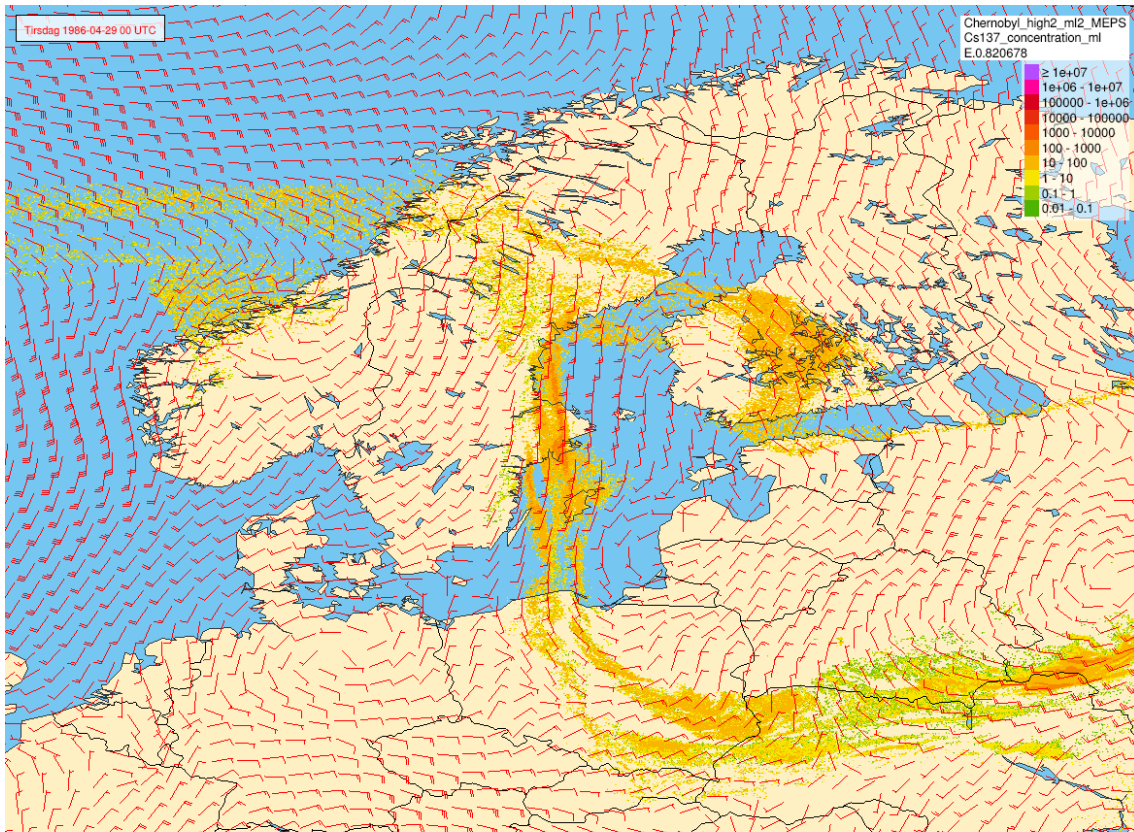 Tirsdag 1986-04-29 00 UTC
Chernobyl_high2_ml2_MEPS
Cs137_concentration_ml
E.0.820678
≥ 1e+07
1e+06 - 1e+07
100000 - 1e+06
10000 - 100000
1000 - 10000
100 - 1000
10 - 100
1 - 10
0.1 - 1
0.01 - 0.1